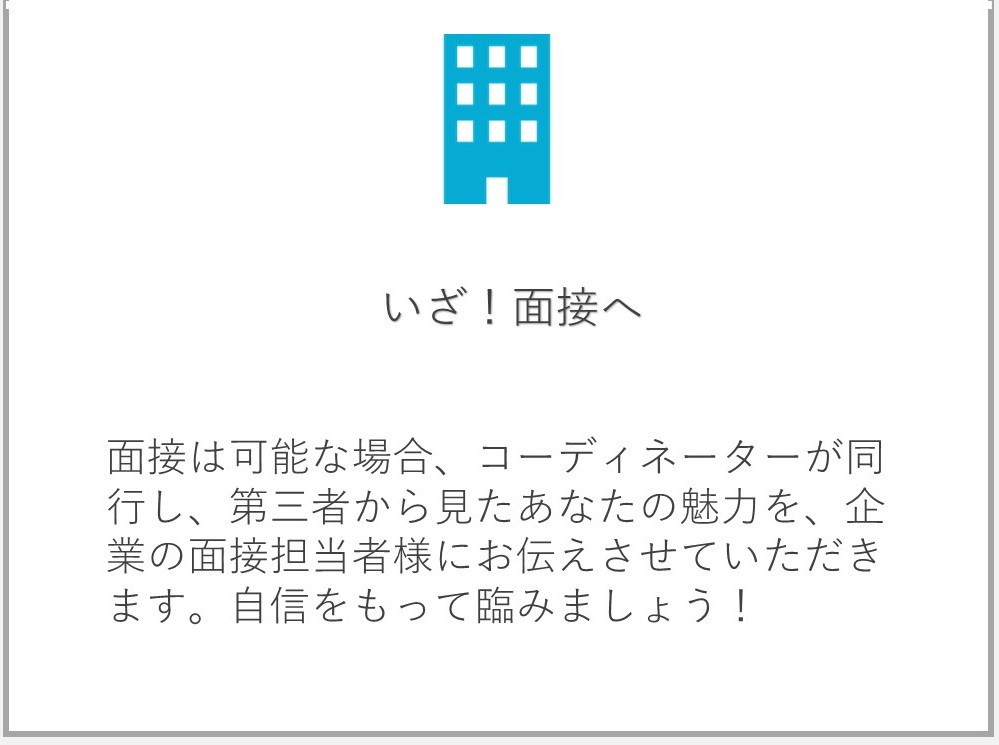 いざ！面接へ
面接は可能な場合、コーディネーターが同
行し、第三者から見たあなたの魅力を、企
業の面接担当者様にお伝えさせていただき
ます。自信をもって臨みましょう！